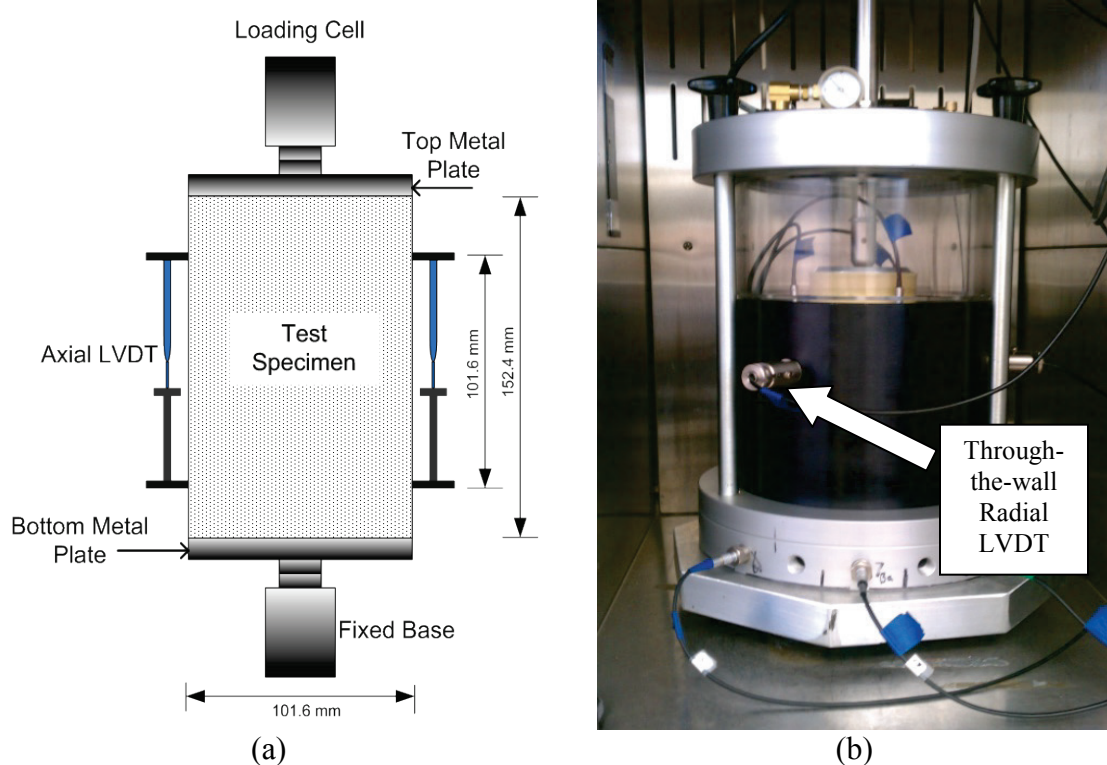 Loading Cell
Top Metal
Plate
Axial LVDT
Test
Specimen
101.6 mm
152.4 mm
Bottom Metal
Plate
Fixed Base
101.6 mm
(a)
Through-
the-wall
Radial
LVDT
(b)